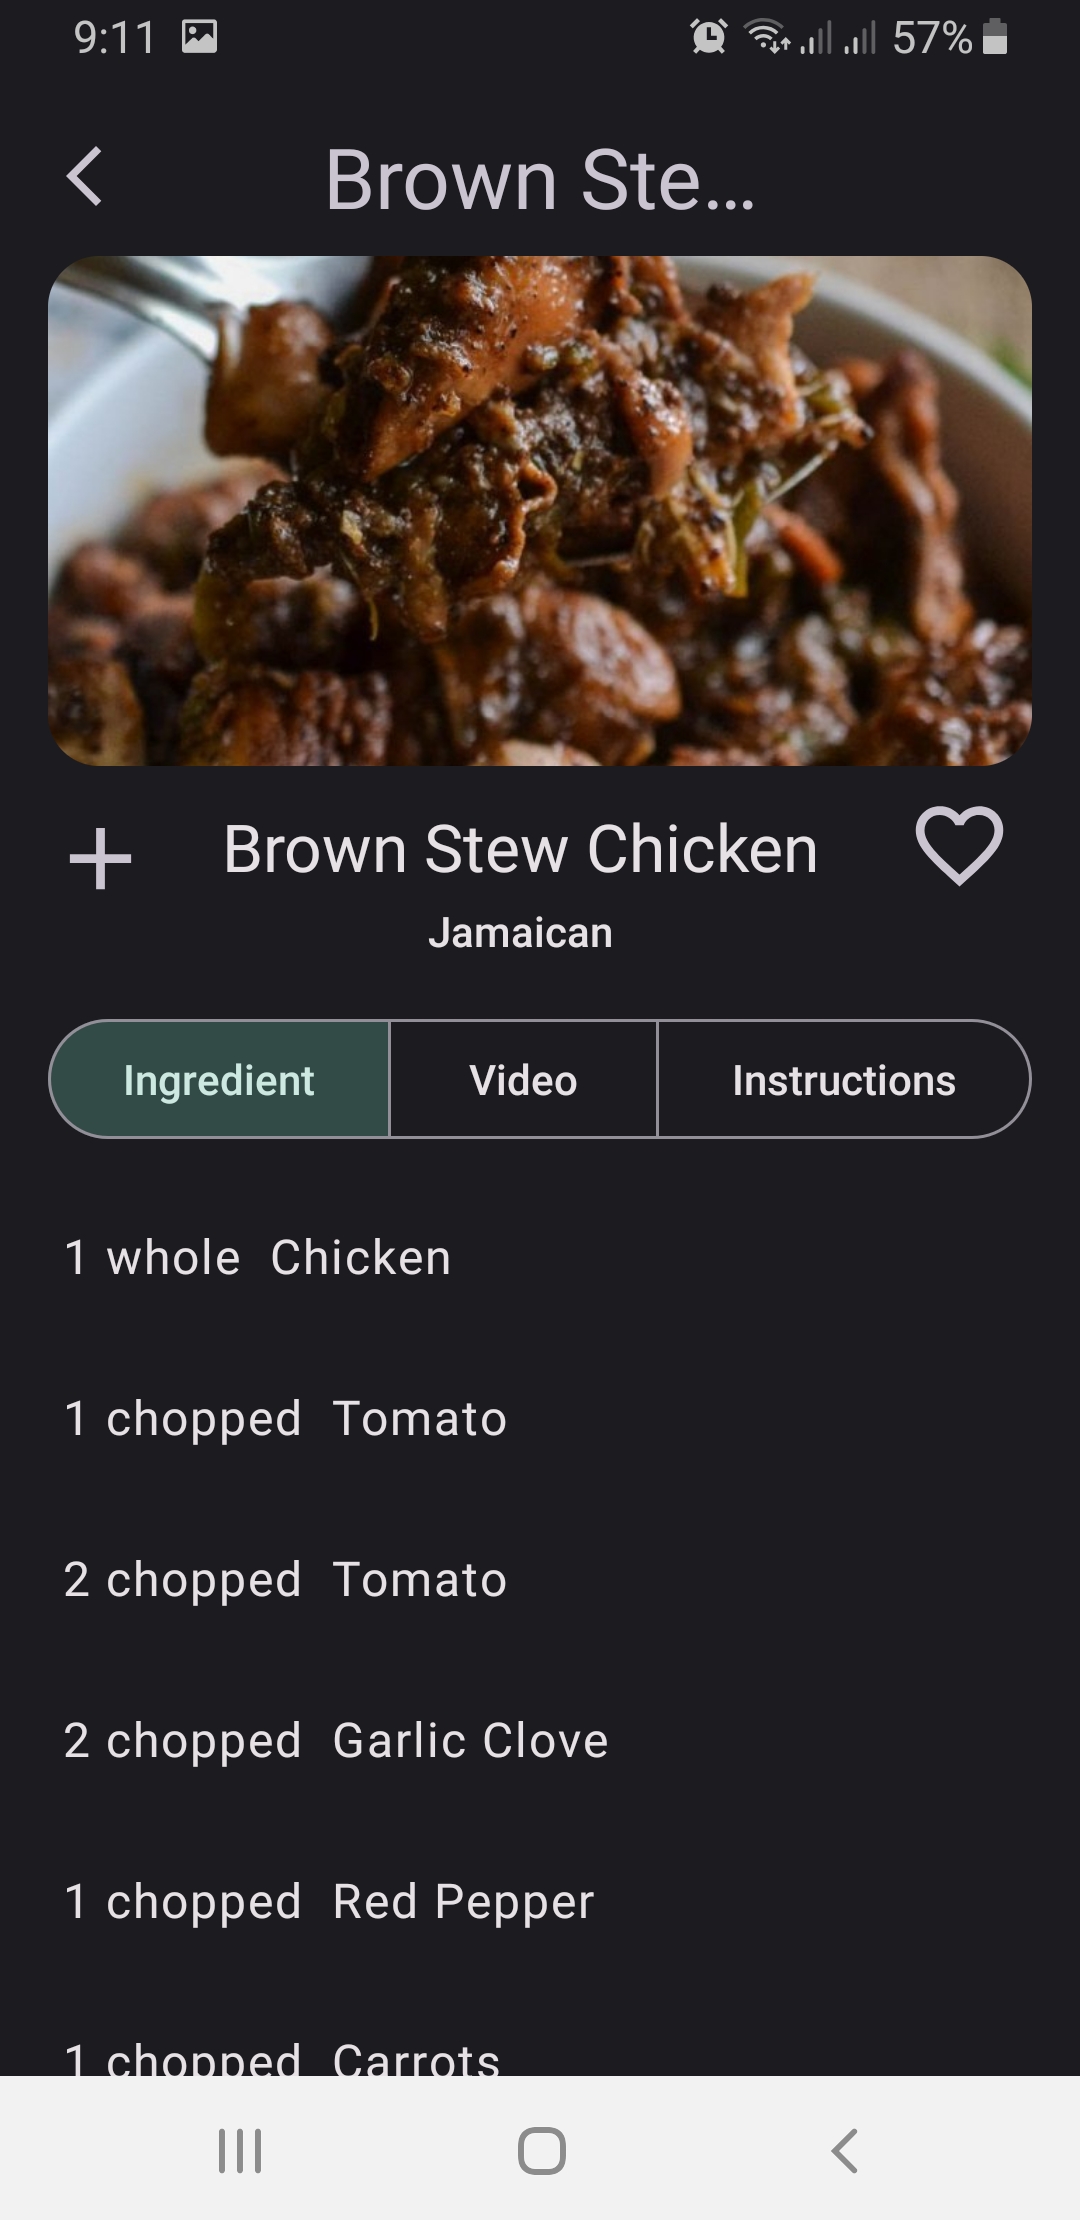 9:11 57%
Brown Ste...
Brown Stew Chicken
Jamaican
Ingredient Video Instructions
1 whole  Chicken
1 chopped  Tomato
2 chopped  Tomato
2 chopped  Garlic Clove
1 chopped  Red Pepper
1 chopped  Carrots